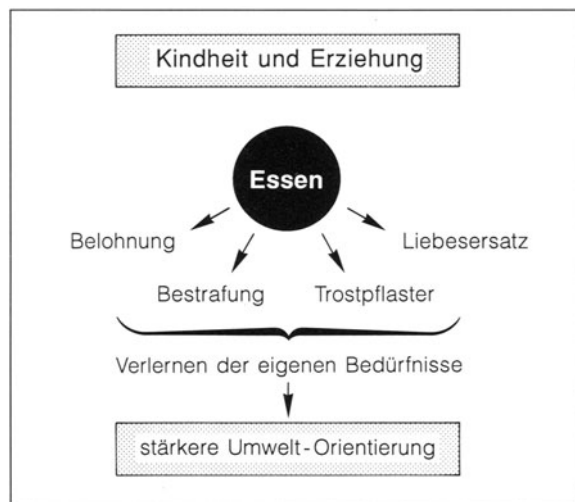 Kindheit und Erziehung
Essen
Belohnung
Liebesersatz
Bestrafung
Trostpflaster
Verlernen der eigenen Bedürfnisse
stärkere Umwelt-Orientierung